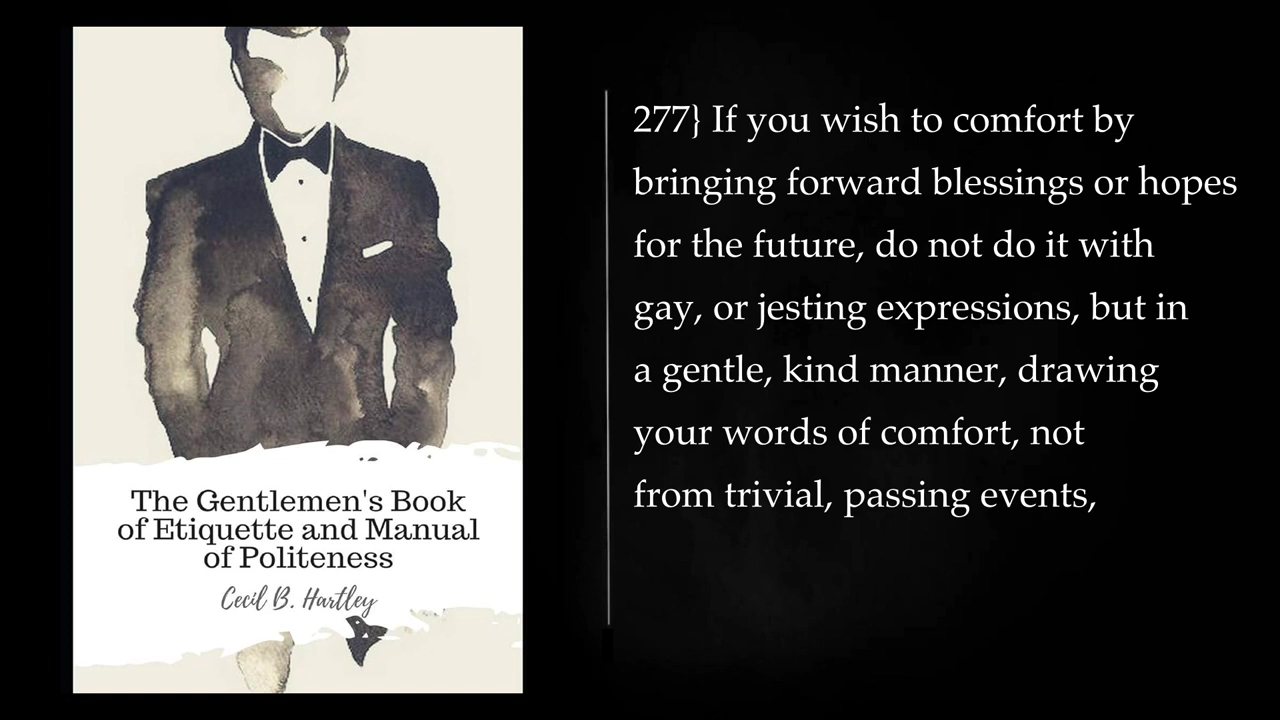 The Gentlemen's Book
of Etiquette and Manual
of Politeness
Cecil B. Hartley
277} If you wish to comfort by
bringing forward blessings or hopes
for the future, do not do it with
gay, or jesting expressions, but in
a gentle, kind manner, drawing
your words of comfort, not
from trivial, passing events,